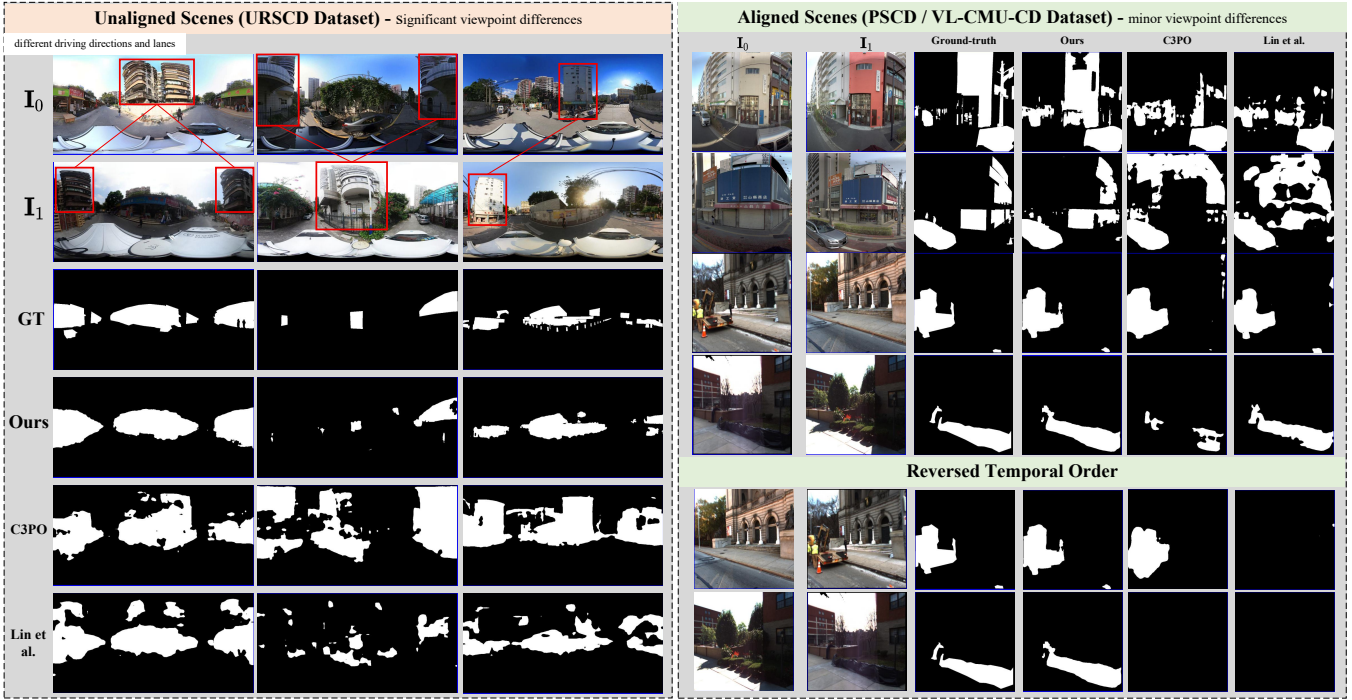 Unaligned Scenes (URSCD Dataset) - Significant viewpoint differences
different driving directions and lanes
I0
I1
GT
Ours
C3PO
Lin et al.
Aligned Scenes (PSCD / VL-CMU-CD Dataset) - minor viewpoint differences
I0 I1 Ground-truth Ours C3PO Lin et al.
Reversed Temporal Order